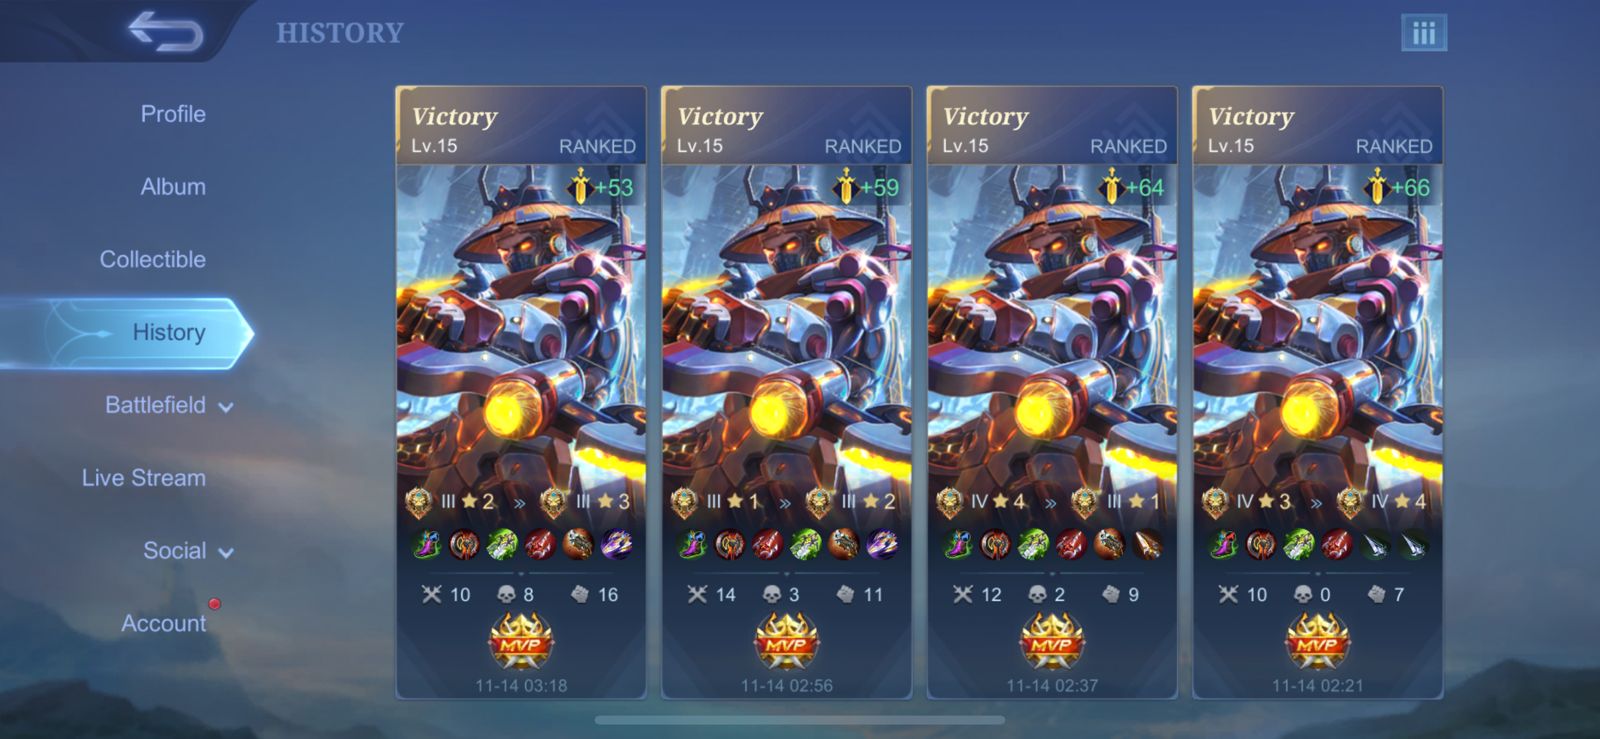 HISTORY
Profile
Album
Collectible
History
Battlefield
Live Stream
Social
Account
Victory
Lv.15 RANKED
+53
III 2 » III 3
10 8 16
MVP
11-14 03:18
Victory
Lv.15 RANKED
+59
III 1 » III 2
14 3 11
MVP
11-14 02:56
Victory
Lv.15 RANKED
+64
IV 4 » III 1
12 2 9
MVP
11-14 02:37
Victory
Lv.15 RANKED
+66
IV 3 » IV 4
10 0 7
MVP
11-14 02:21